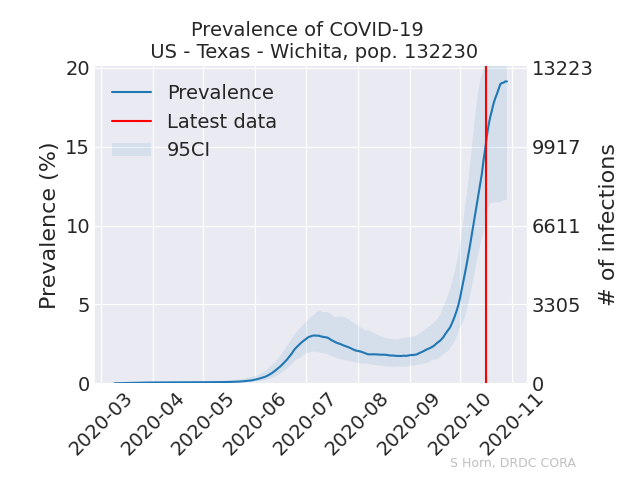 Prevalence of COVID-19
US - Texas - Wichita, pop. 132230
Prevalence
Latest data
95CI
Prevalence (%)
20
15
10
5
0
# of infections
13223
9917
6611
3305
0
2020-03
2020-04
2020-05
2020-06
2020-07
2020-08
2020-09
2020-10
2020-11
S Horn, DRDC CORA